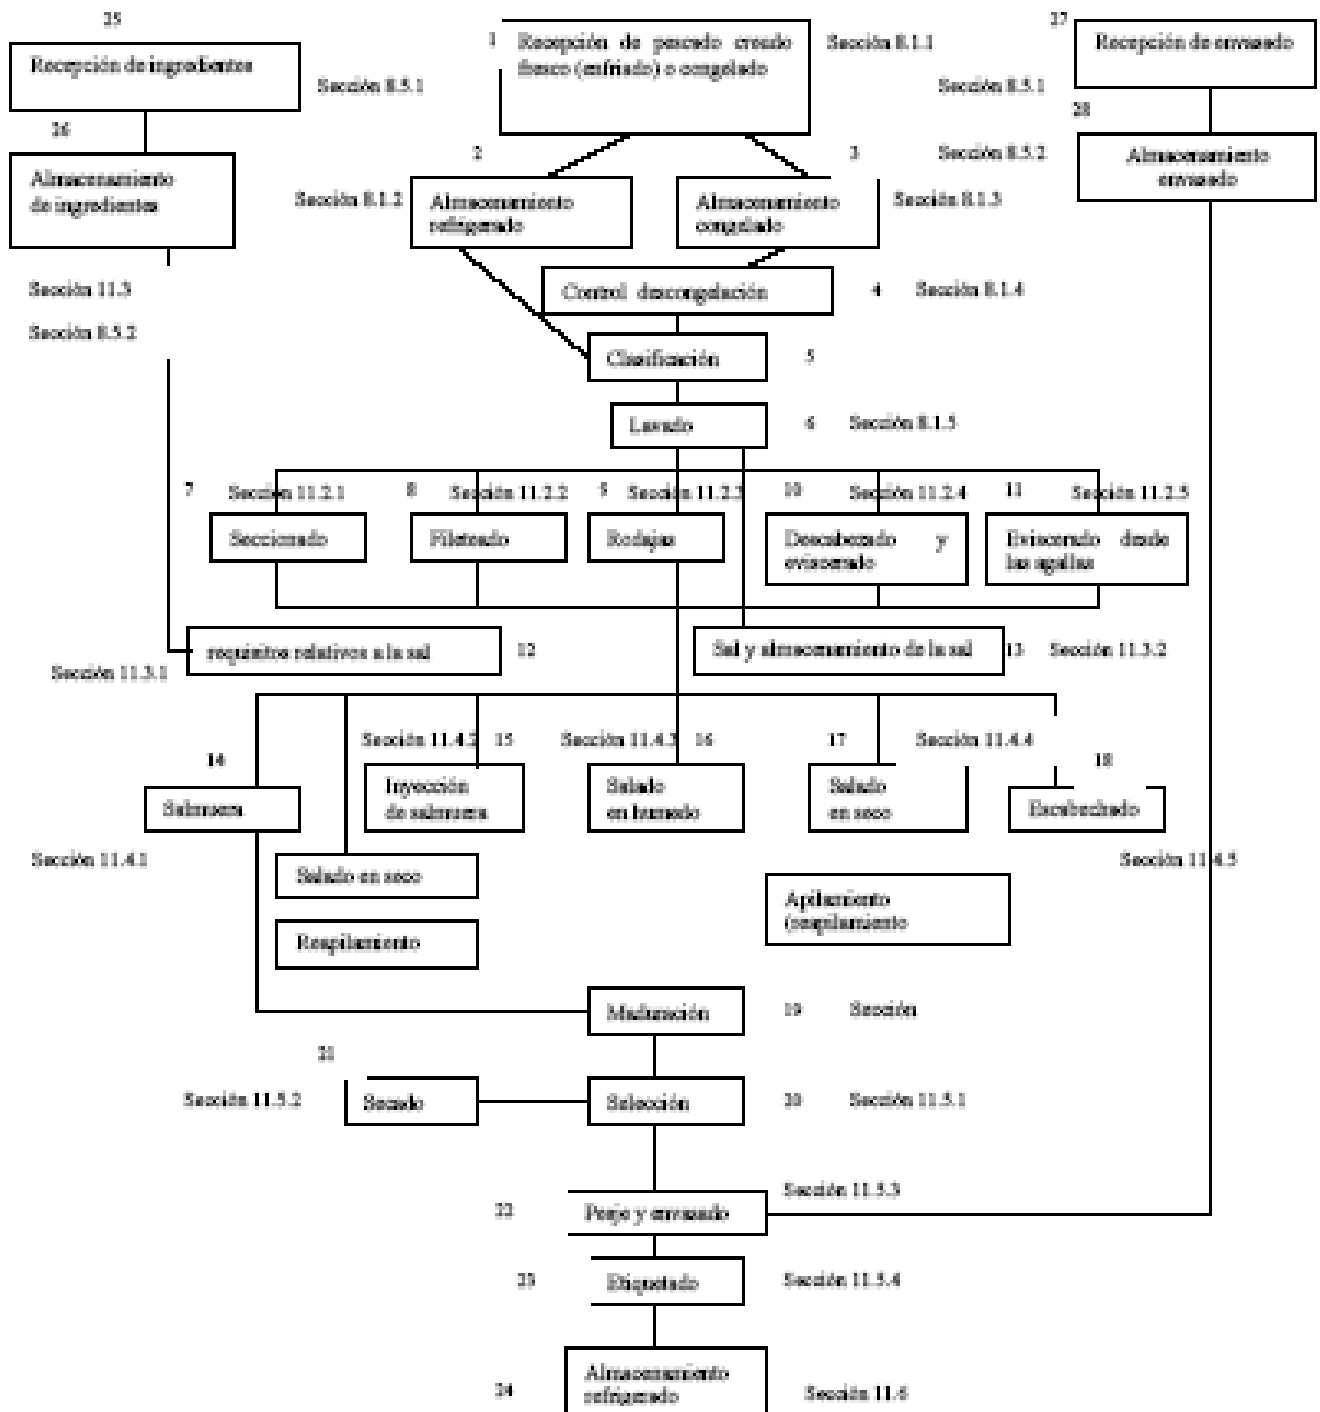 25
Recepción de ingredientes
Sección 8.5.1
1
Recepción de pescado crudo
fresco (enfriado) o congelado
Sección 8.1.1
27
Recepción de envasado
Sección 8.5.1
26
Almacenamiento
de ingredientes
2
Sección 8.1.2
Almacenamiento
refrigerado
3
Almacenamiento
congelado
Sección 8.1.3
28
Sección 8.5.2
Almacenamiento
envasado
Sección 11.3
Sección 8.5.2
Control descongelación
4
Sección 8.1.4
Clasificación
5
Lavado
6
Sección 8.1.5
7
Sección 11.2.1
8
Sección 11.2.2
9
Sección 11.2.3
10
Sección 11.2.4
11
Sección 11.2.5
Seccionado
Fileteado
Rodajas
Descabezado y
eviscerado
Eviscerado desde
las agallas
requisitos relativos a la sal
12
Sección 11.3.1
Sal y almacenamiento de la sal
13
Sección 11.3.2
14
Sección 11.4.2
15
Sección 11.4.3
16
17
Sección 11.4.4
18
Salmuera
Inyección
de salmuera
Salado
en humedo
Salado
en seco
Escabechado
Sección 11.4.1
Sección 11.4.5
Salado en seco
Apilamiento
(reapilamiento
Reapilamiento
Maduración
19
Sección
21
Sección 11.5.2
Secado
Selección
20
Sección 11.5.1
Sección 11.5.3
22
Pesaje y envasado
23
Etiquetado
Sección 11.5.4
24
Almacenamiento
refrigerado
Sección 11.6